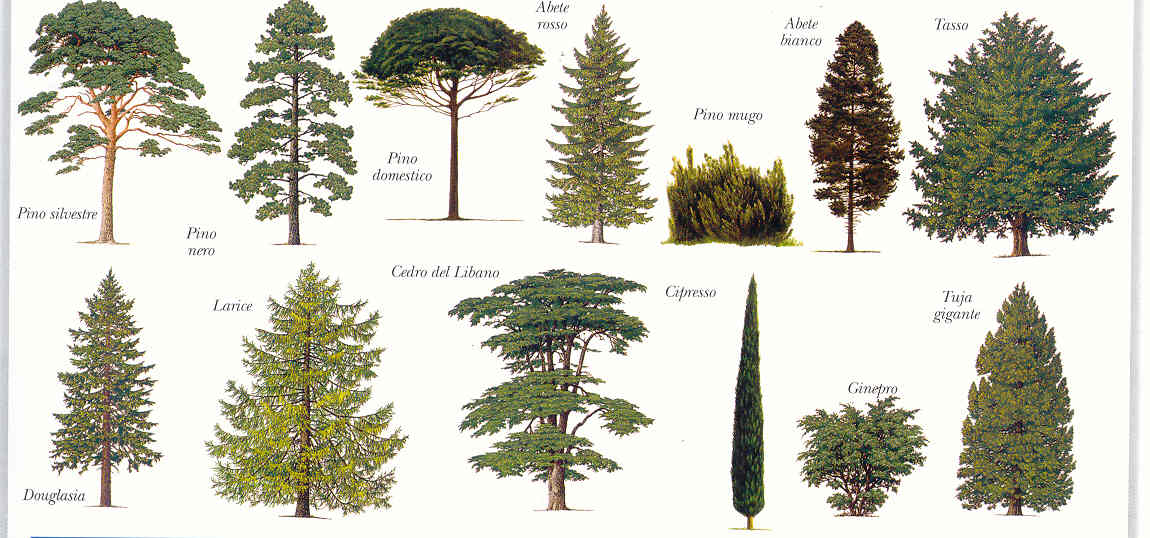 Abete
rosso
Abete
bianco
Tasso
Pino mugo
Pino
domestico
Pino silvestre
Pino
nero
Cedro del Libano
Cipresso
Larice
Tuja
gigante
Ginepro
Douglasia